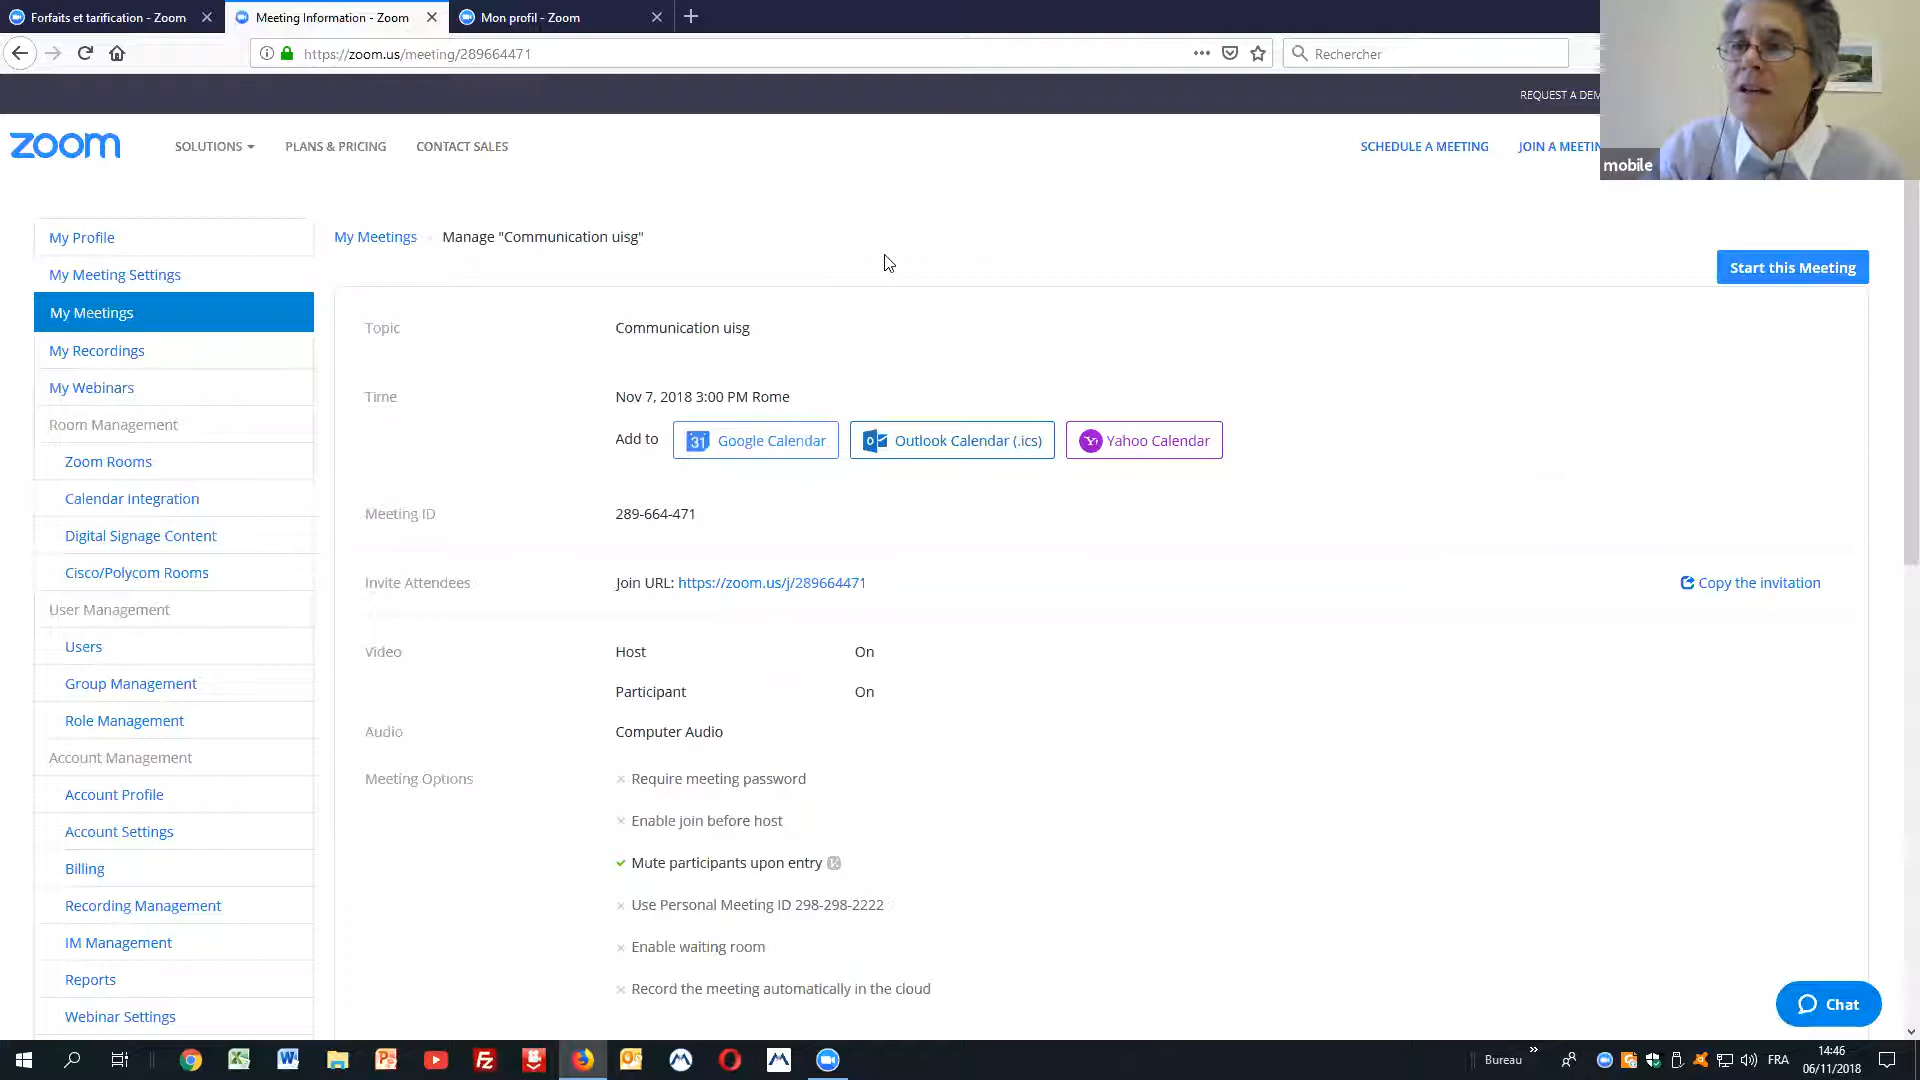 Forfaits et tarification - Zoom
Meeting Information - Zoom
Mon profil - Zoom
https://zoom.us/meeting/289664471
Rechercher
REQUEST A DEM
zoom
SOLUTIONS
PLANS & PRICING
CONTACT SALES
SCHEDULE A MEETING
JOIN A MEETIN
mobile
My Profile
My Meeting Settings
My Meetings
My Recordings
My Webinars
Room Management
Zoom Rooms
Calendar Integration
Digital Signage Content
Cisco/Polycom Rooms
User Management
Users
Group Management
Role Management
Account Management
Account Profile
Account Settings
Billing
Recording Management
IM Management
Reports
Webinar Settings
My Meetings
Manage "Communication uisg"
Start this Meeting
Topic
Communication uisg
Time
Nov 7, 2018 3:00 PM Rome
Add to
31 Google Calendar
Outlook Calendar (.ics)
Yahoo Calendar
Meeting ID
289-664-471
Invite Attendees
Join URL: https://zoom.us/j/289664471
Copy the invitation
Video
Host On
Participant On
Audio
Computer Audio
Meeting Options
Require meeting password
Enable join before host
Mute participants upon entry
Use Personal Meeting ID 298-298-2222
Enable waiting room
Record the meeting automatically in the cloud
Chat
Bureau
FRA
14:46
06/11/2018